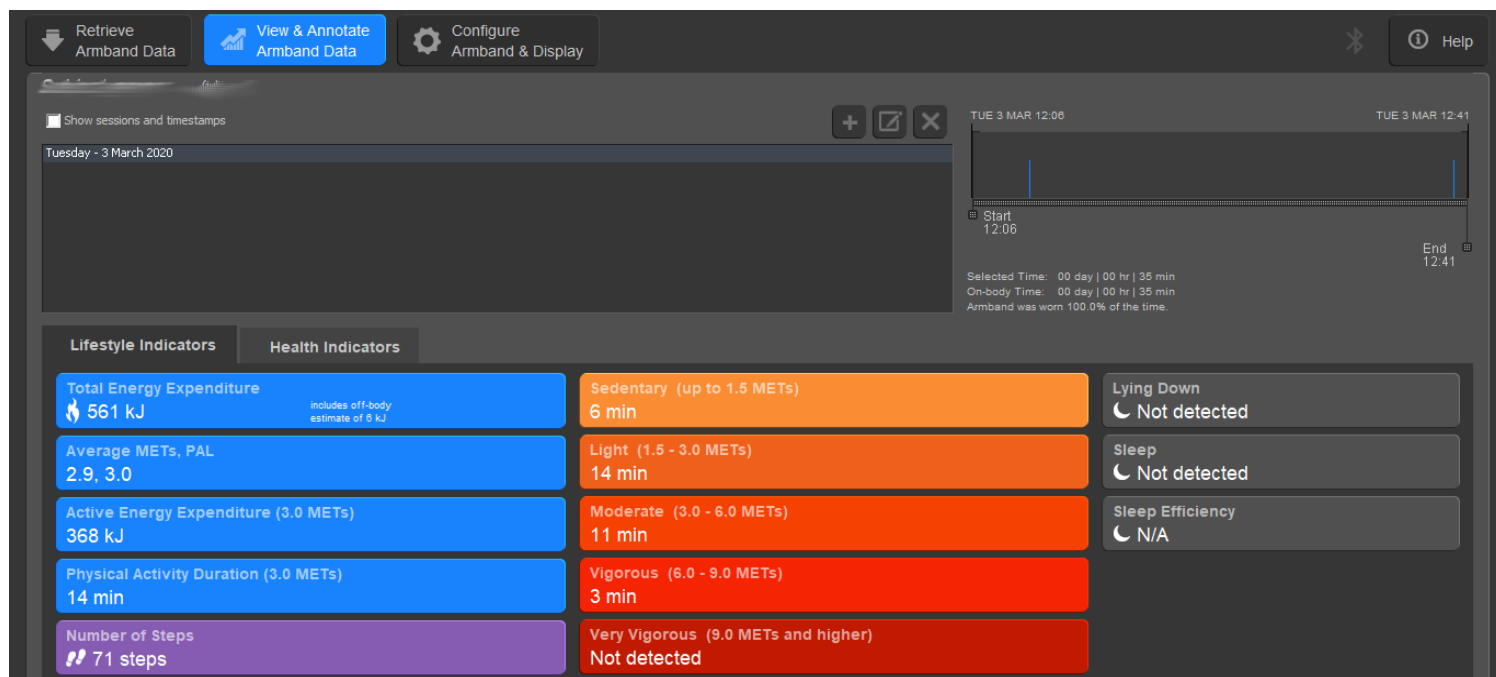 Retrieve
Armband Data
View & Annotate
Armband Data
Configure
Armband & Display
Help
Show sessions and timestamps
Tuesday - 3 March 2020
TUE 3 MAR 12:06
TUE 3 MAR 12:41
Start
12:06
End
12:41
Selected Time: 00 day | 00 hr | 35 min
On-body Time: 00 day | 00 hr | 35 min
Armband was worn 100.0% of the time.
Lifestyle Indicators
Health Indicators
Total Energy Expenditure
561 kJ
includes off-body
estimate of 6 kJ
Average METs, PAL
2.9, 3.0
Active Energy Expenditure (3.0 METs)
368 kJ
Physical Activity Duration (3.0 METs)
14 min
Number of Steps
71 steps
Sedentary (up to 1.5 METs)
6 min
Light (1.5 - 3.0 METs)
14 min
Moderate (3.0 - 6.0 METs)
11 min
Vigorous (6.0 - 9.0 METs)
3 min
Very Vigorous (9.0 METs and higher)
Not detected
Lying Down
Not detected
Sleep
Not detected
Sleep Efficiency
N/A